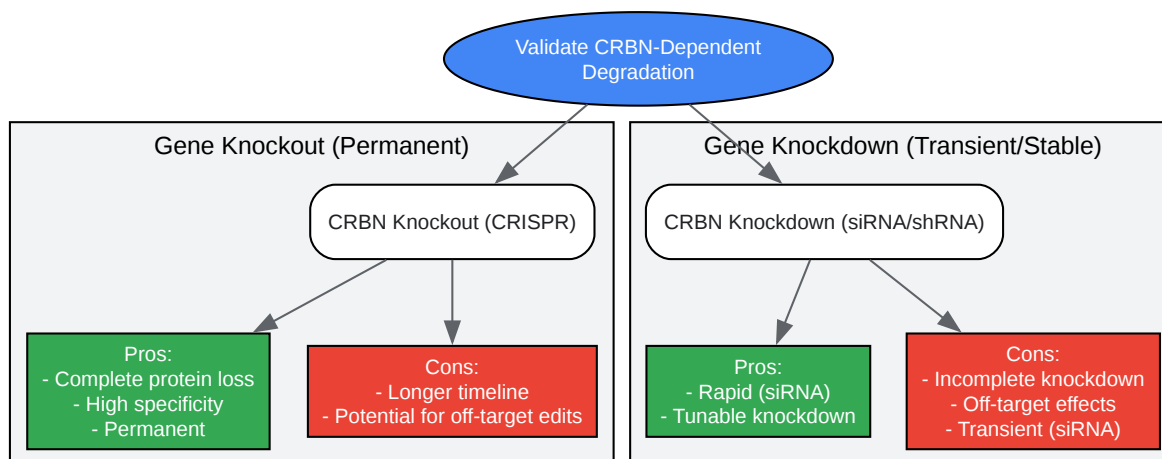 Validate CRBN-Dependent
Degradation
Gene Knockout (Permanent)
CRBN Knockout (CRISPR)
Pros:
- Complete protein loss
- High specificity
- Permanent
Cons:
- Longer timeline
- Potential for off-target edits
Gene Knockdown (Transient/Stable)
CRBN Knockdown (siRNA/shRNA)
Pros:
- Rapid (siRNA)
- Tunable knockdown
Cons:
- Incomplete knockdown
- Off-target effects
- Transient (siRNA)